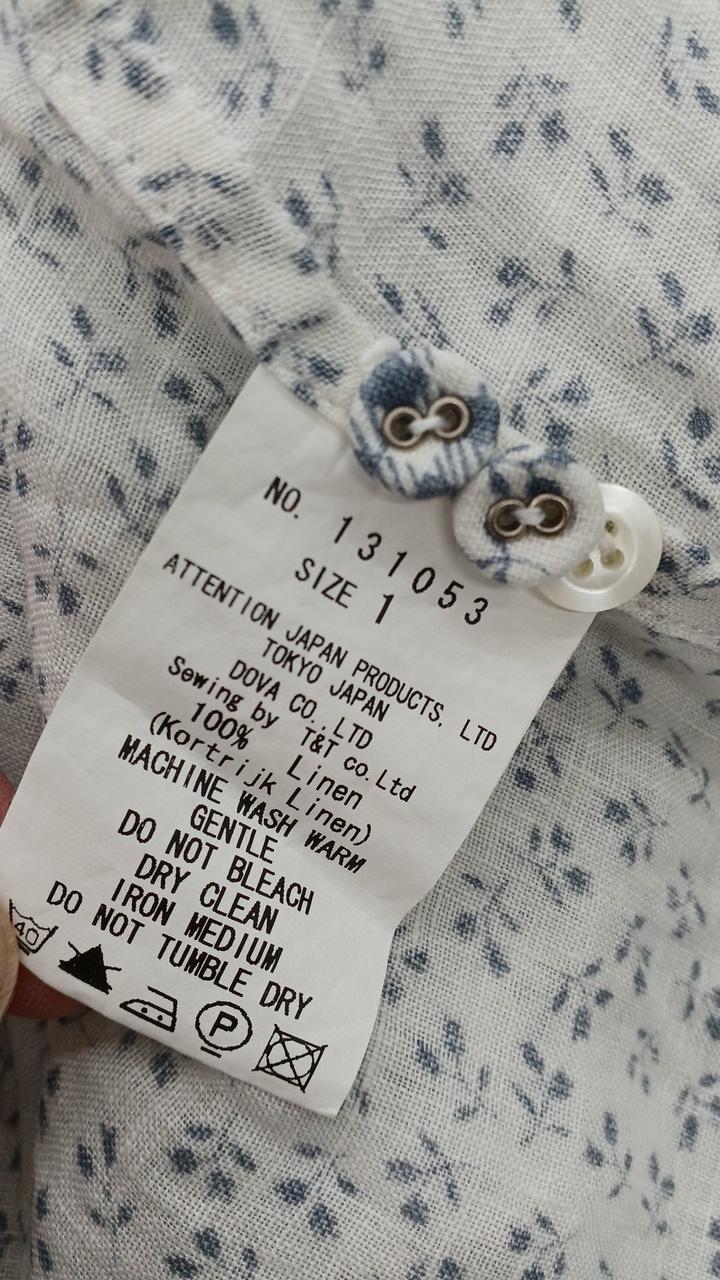 NO. 131053
SIZE 1
ATTENTION JAPAN PRODUCTS, LTD
TOKYO JAPAN
DOVA CO.,LTD
Sewing by T&T co.Ltd
100% Linen
(Kortrijk Linen)
MACHINE WASH WARM
GENTLE
DO NOT BLEACH
DRY CLEAN
IRON MEDIUM
DO NOT TUMBLE DRY
40 P